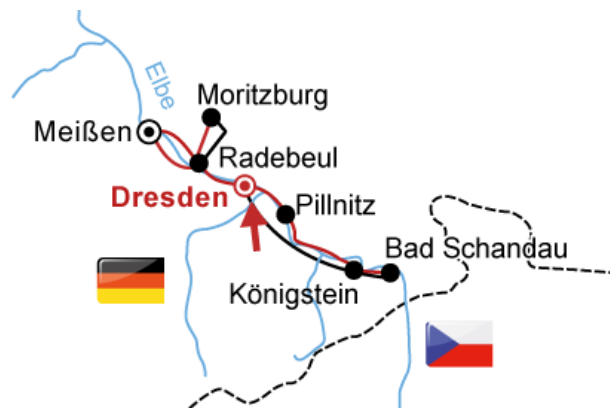 Elbe
Moritzburg
Meißen
Radebeul
Dresden
Pillnitz
Bad Schandau
Königstein